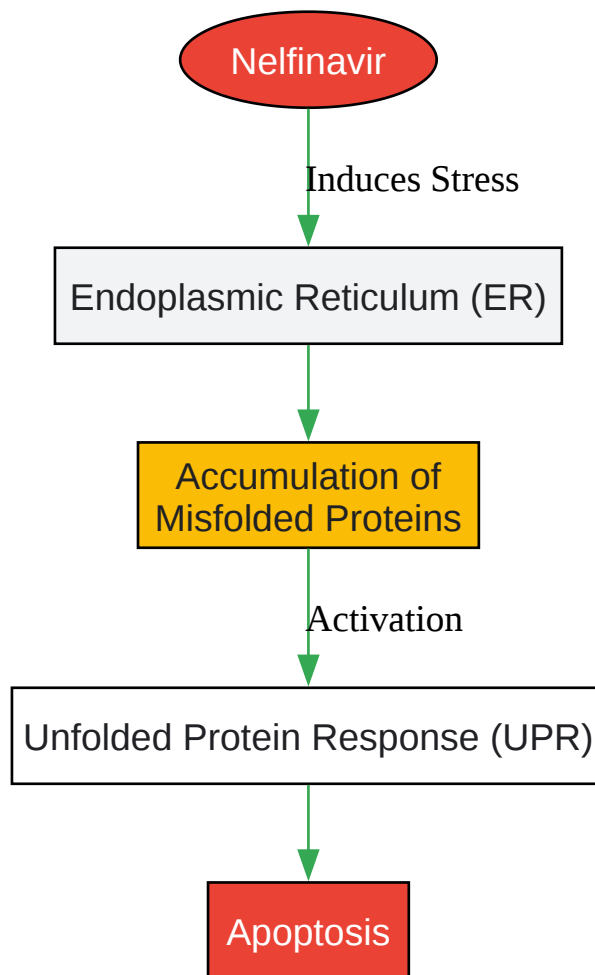 Nelfinavir
Induces Stress
Endoplasmic Reticulum (ER)
Accumulation of
Misfolded Proteins
Activation
Unfolded Protein Response (UPR)
Apoptosis